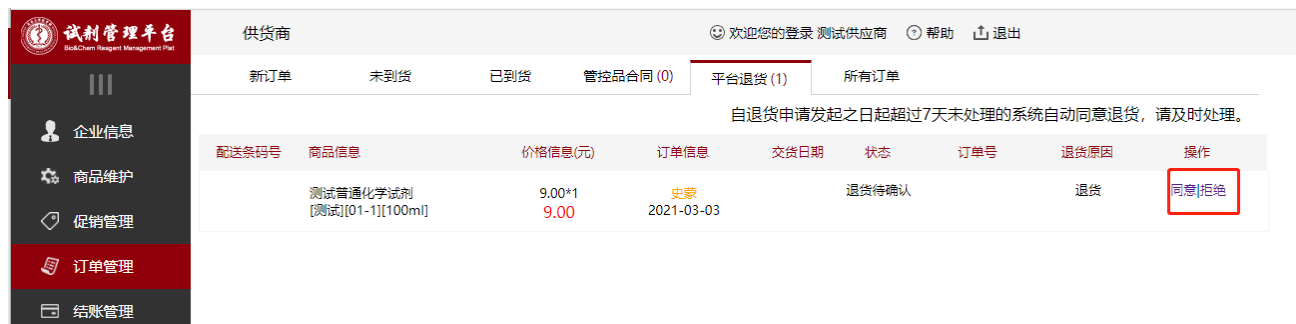 试剂管理平台
Bio&Chem Reagent Management Plat
供货商
欢迎您的登录 测试供应商 帮助 退出
新订单 未到货 已到货 管控品合同 (0) 平台退货 (1) 所有订单
自退货申请发起之日起超过7天未处理的系统自动同意退货，请及时处理。
企业信息
商品维护
促销管理
订单管理
结账管理
配送条码号 商品信息 价格信息(元) 订单信息 交货日期 状态 订单号 退货原因 操作
测试普通化学试剂 9.00*1 史蒙 退货待确认 退货 同意|拒绝
[测试][01-1][100ml] 9.00 2021-03-03